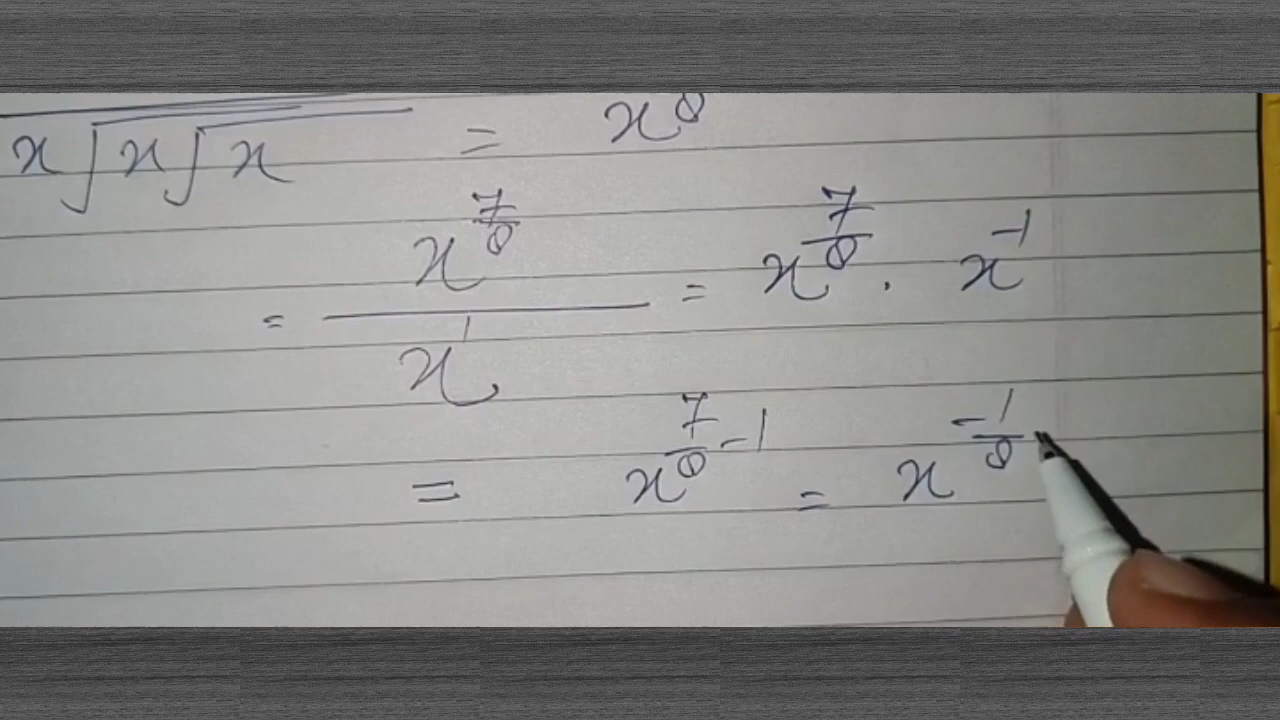 x√x√x = x^8
= x^(7/8) / x^1 = x^(7/8) . x^-1
= x^(7/8 - 1) = x^(-1/8)